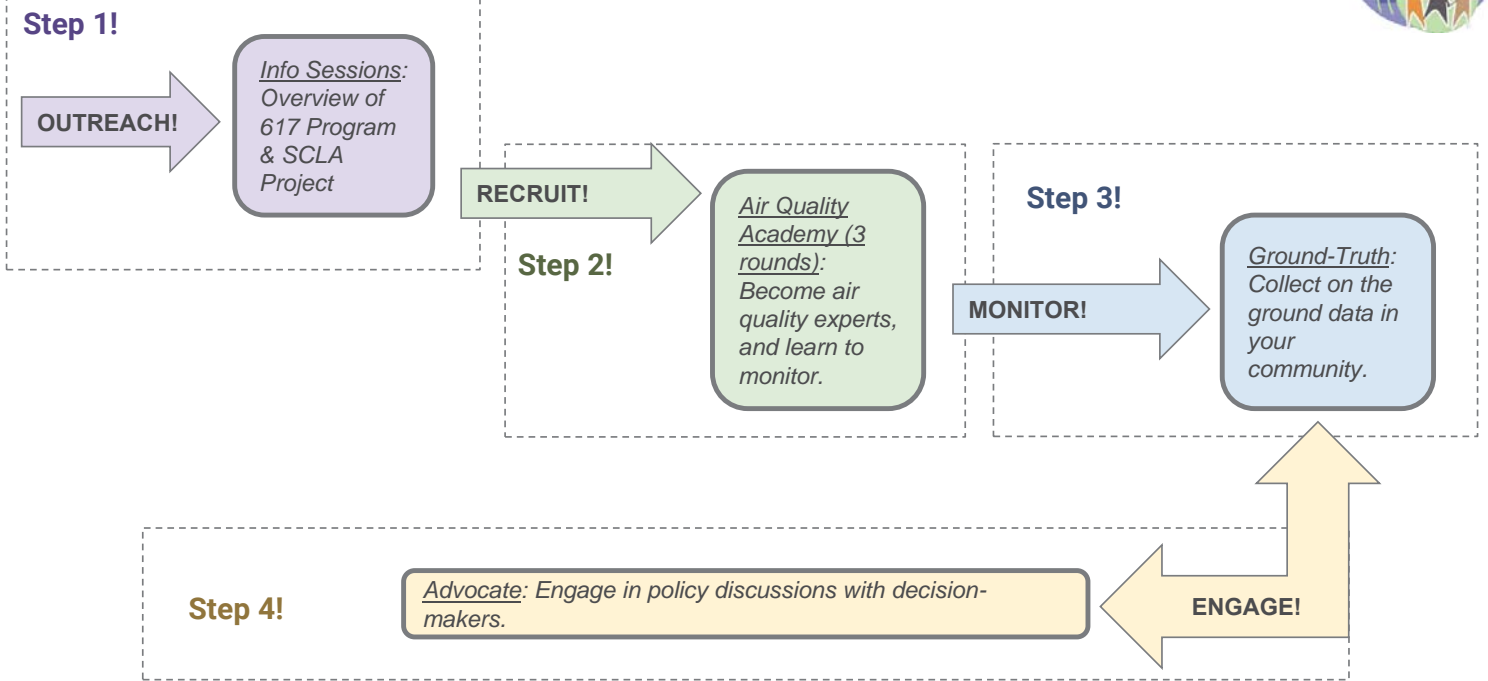 Step 1!
OUTREACH!
Info Sessions:
Overview of
617 Program
& SCLA
Project
RECRUIT!
Step 2!
Air Quality
Academy (3
rounds):
Become air
quality experts,
and learn to
monitor.
Step 3!
MONITOR!
Ground-Truth:
Collect on the
ground data in
your
community.
Step 4!
Advocate: Engage in policy discussions with decision-
makers.
ENGAGE!